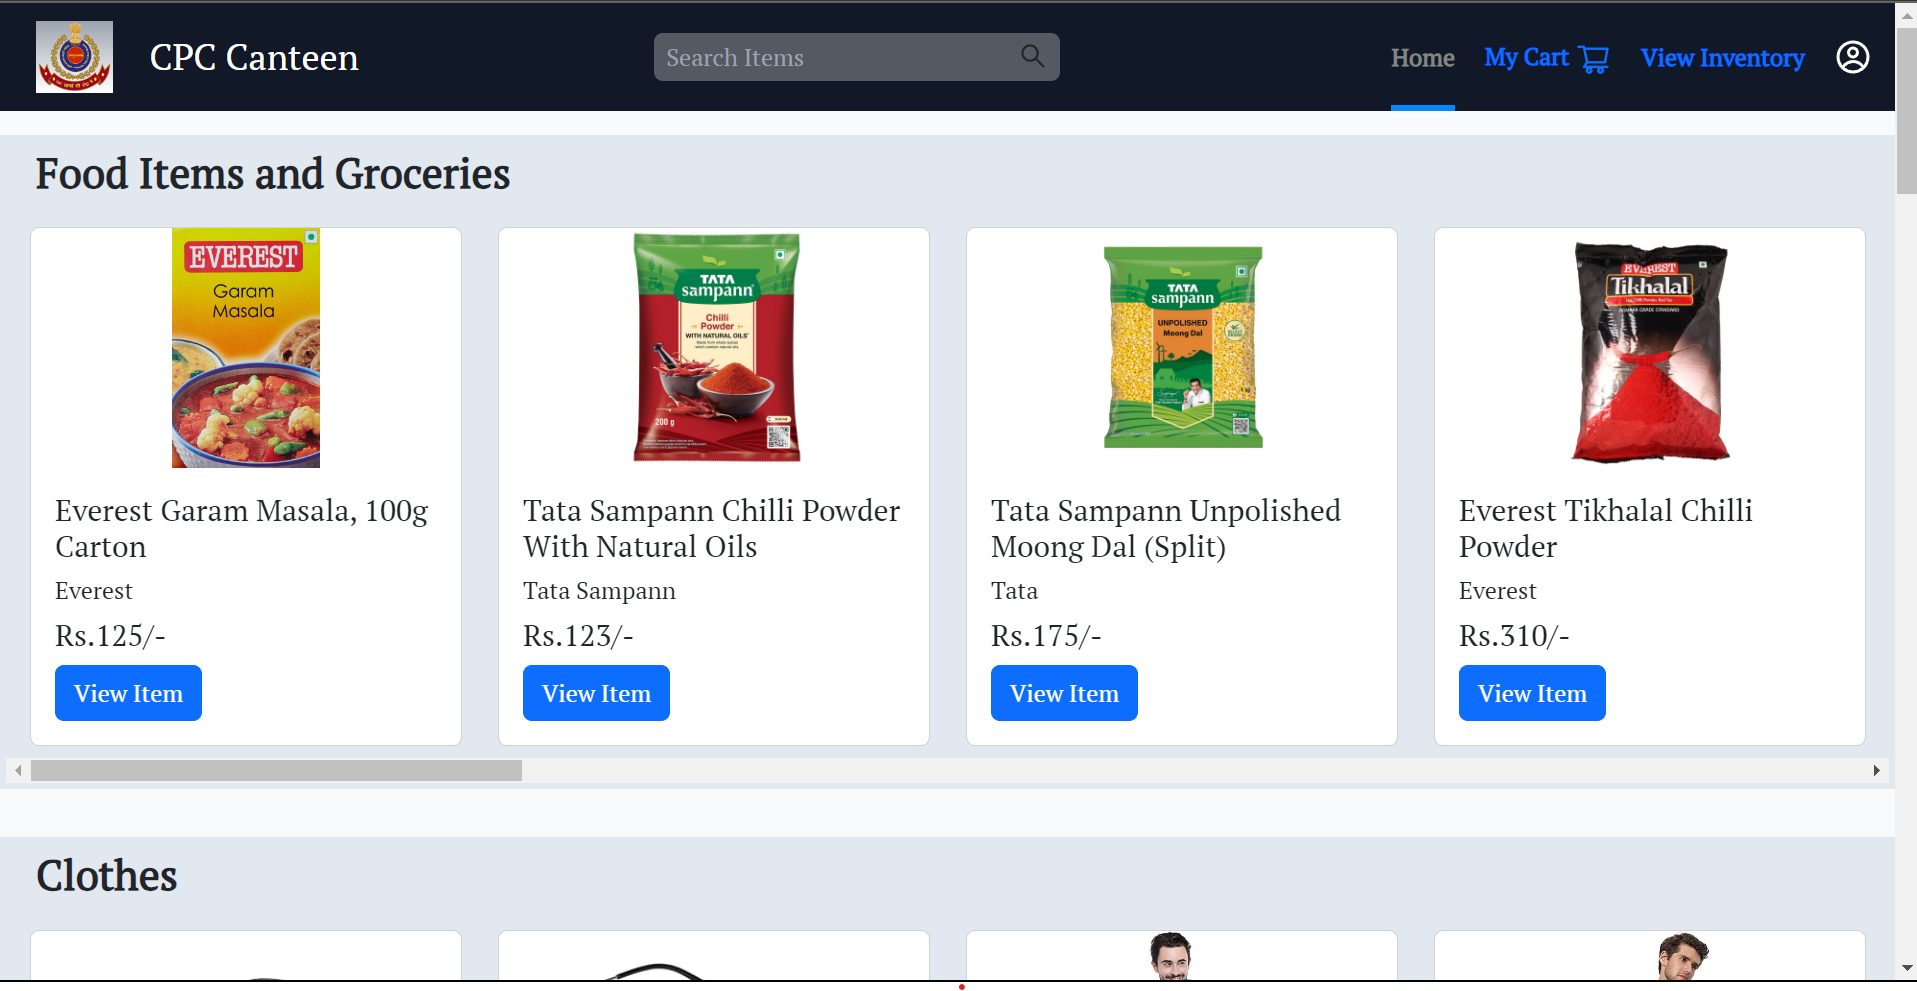 CPC Canteen
Search Items
Home
My Cart
View Inventory
Food Items and Groceries
EVEREST
Garam
Masala
TATA
sampann
Chilli
Powder
WITH NATURAL OILS
200 g
TATA
sampann
UNPOLISHED
Moong Dal
EVEREST
Tikhalal
Everest Garam Masala, 100g
Carton
Everest
Rs.125/-
View Item
Tata Sampann Chilli Powder
With Natural Oils
Tata Sampann
Rs.123/-
View Item
Tata Sampann Unpolished
Moong Dal (Split)
Tata
Rs.175/-
View Item
Everest Tikhalal Chilli
Powder
Everest
Rs.310/-
View Item
Clothes